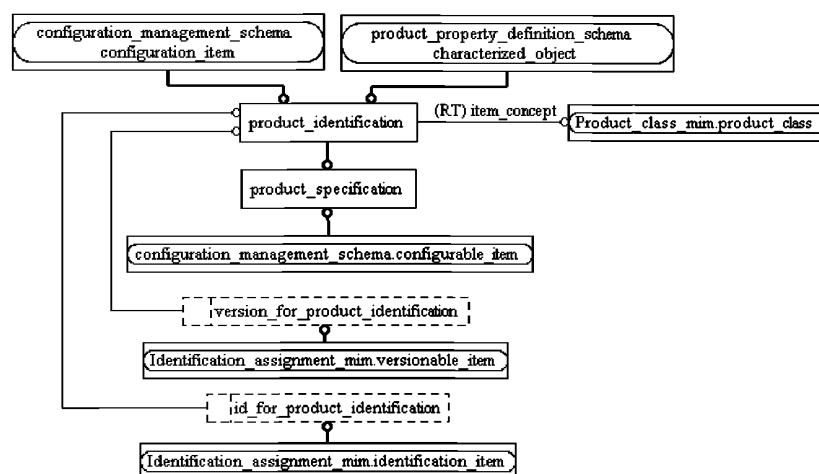 configuration_management_schema
configuration_item
product_property_definition_schema
characterized_object
product_identification
(RT) item_concept
Product_class_mim.product_class
product_specification
configuration_management_schema.configurable_item
version_for_product_identification
Identification_assignment_mim.versionable_item
id_for_product_identification
Identification_assignment_mim.identification_item